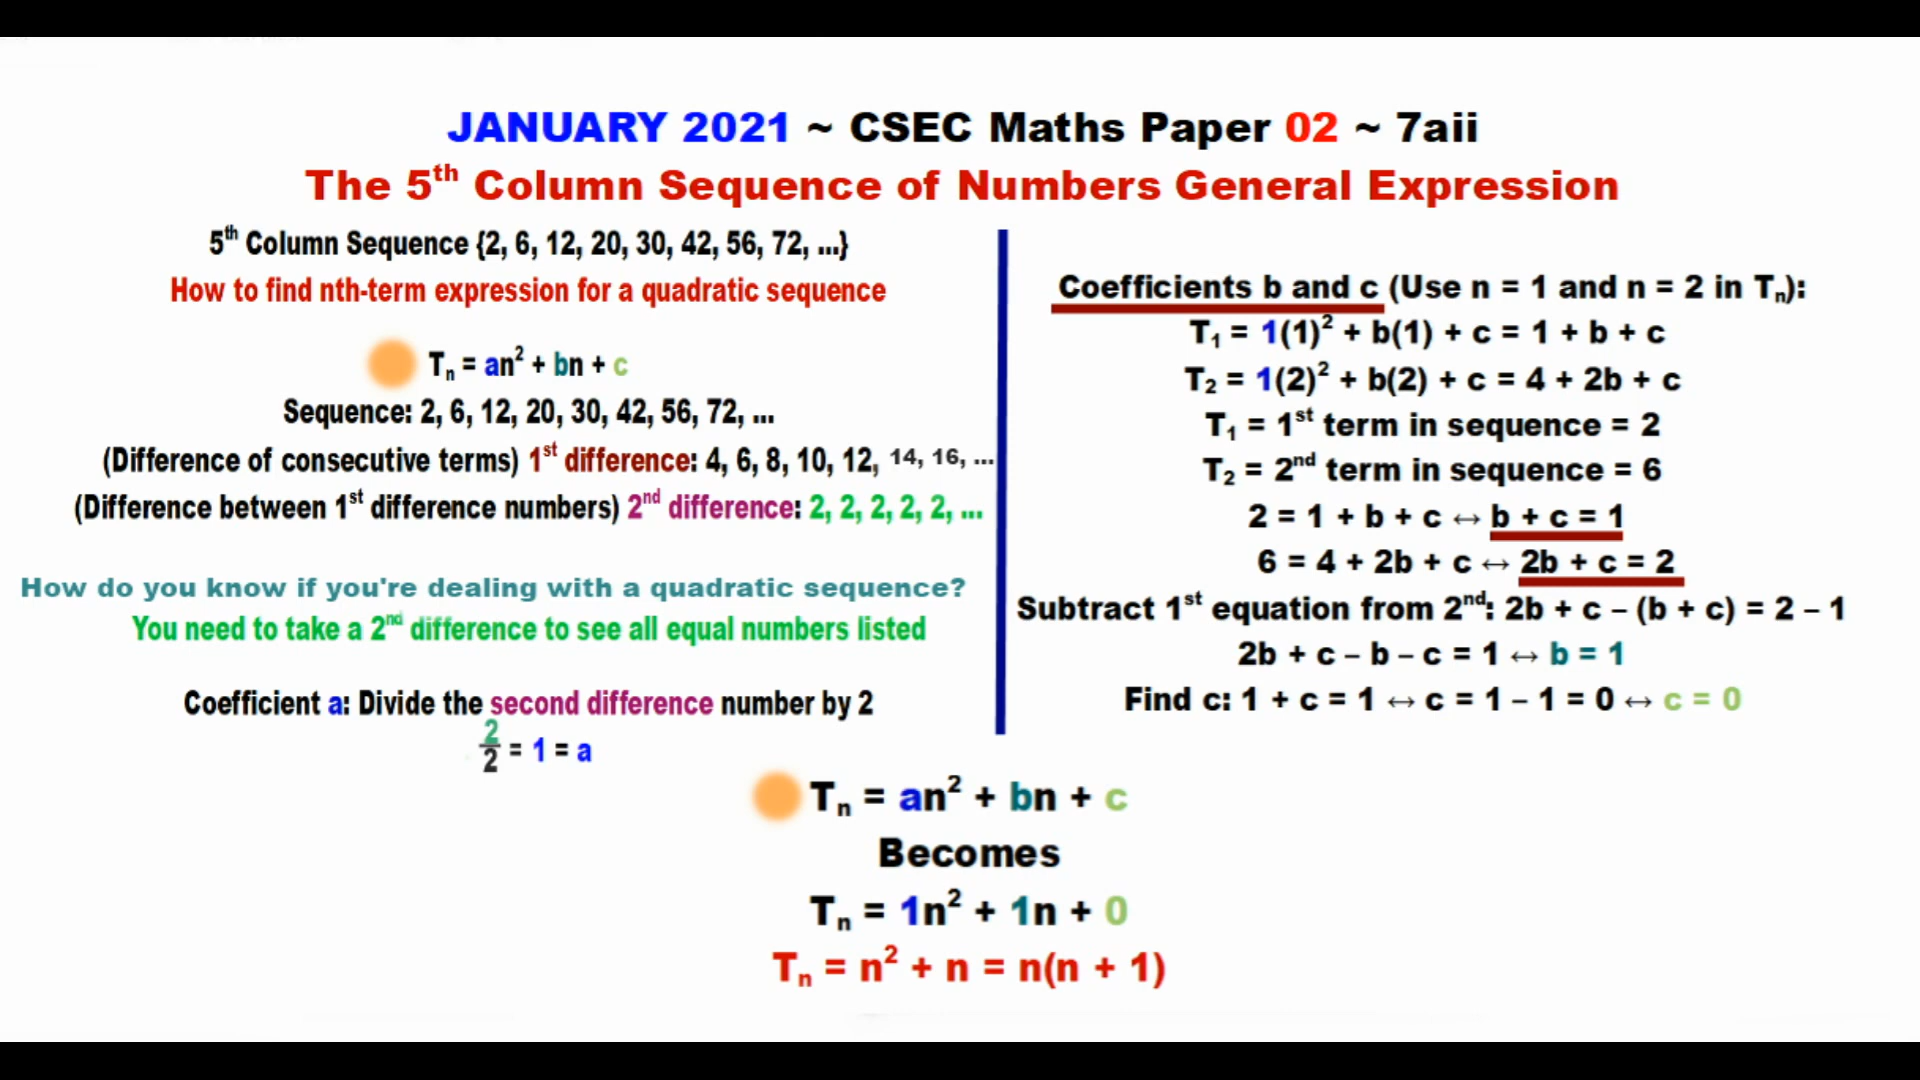 JANUARY 2021 ~ CSEC Maths Paper 02 ~ 7aii
The 5th Column Sequence of Numbers General Expression
5th Column Sequence {2, 6, 12, 20, 30, 42, 56, 72, ...}
How to find nth-term expression for a quadratic sequence
Tn = an² + bn + c
Sequence: 2, 6, 12, 20, 30, 42, 56, 72, ...
(Difference of consecutive terms) 1st difference: 4, 6, 8, 10, 12, 14, 16, ...
(Difference between 1st difference numbers) 2nd difference: 2, 2, 2, 2, 2, ...
How do you know if you're dealing with a quadratic sequence?
You need to take a 2nd difference to see all equal numbers listed
Coefficient a: Divide the second difference number by 2
2/2 = 1 = a
Coefficients b and c (Use n = 1 and n = 2 in Tn):
T₁ = 1(1)² + b(1) + c = 1 + b + c
T₂ = 1(2)² + b(2) + c = 4 + 2b + c
T₁ = 1st term in sequence = 2
T₂ = 2nd term in sequence = 6
2 = 1 + b + c ↔ b + c = 1
6 = 4 + 2b + c ↔ 2b + c = 2
Subtract 1st equation from 2nd: 2b + c – (b + c) = 2 – 1
2b + c – b – c = 1 ↔ b = 1
Find c: 1 + c = 1 ↔ c = 1 – 1 = 0 ↔ c = 0
Tn = an² + bn + c
Becomes
Tn = 1n² + 1n + 0
Tn = n² + n = n(n + 1)